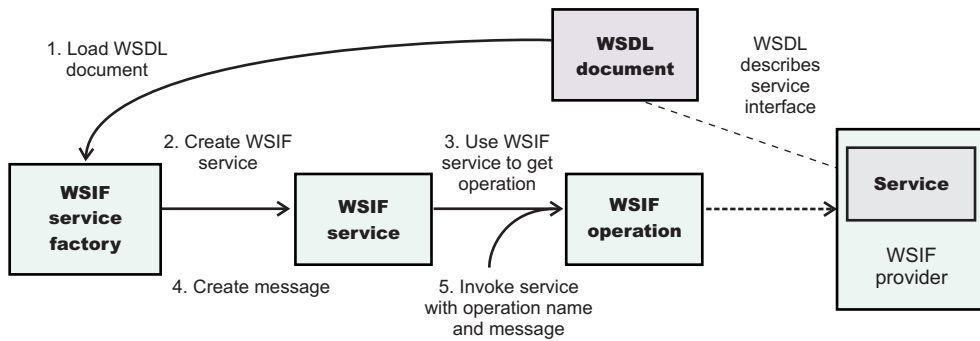 1. Load WSDL
document
WSDL
document
WSDL
describes
service
interface
2. Create WSIF
service
3. Use WSIF
service to get
operation
WSIF
service
factory
WSIF
service
WSIF
operation
Service
WSIF
provider
4. Create message
5. Invoke service
with operation name
and message